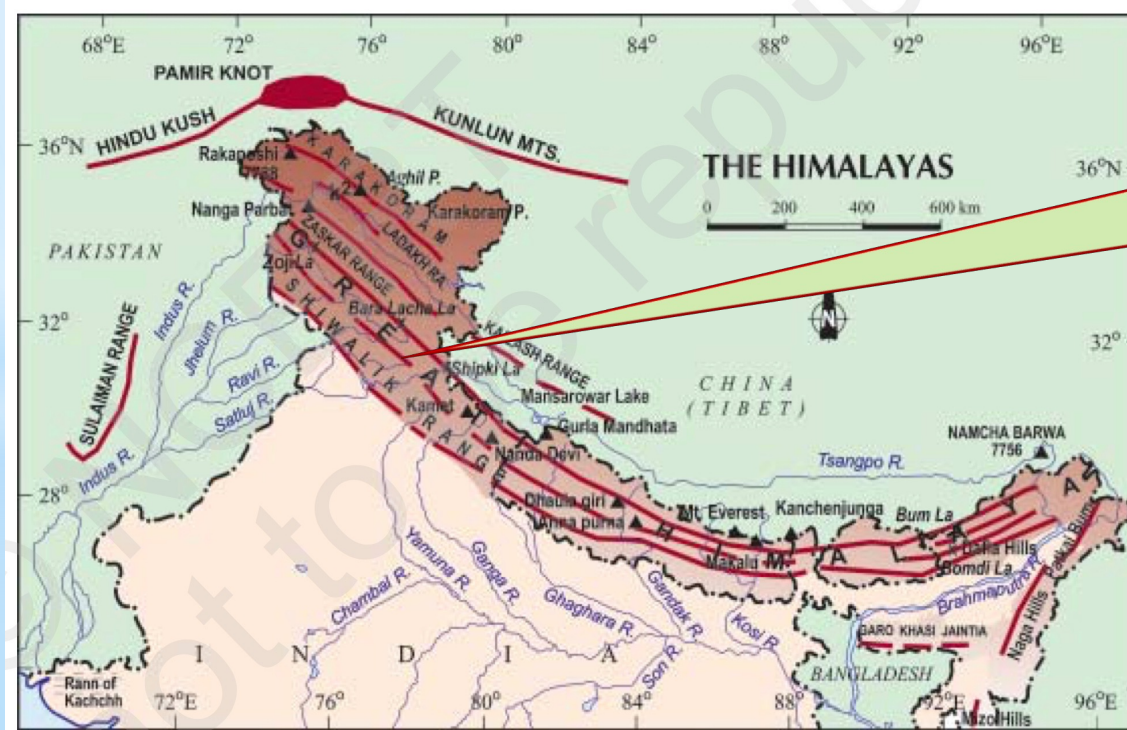 68°E 72° 76° 80° 84° 88° 92° 96°E
PAMIR KNOT
HINDU KUSH
KUNLUN MTS.
36°N
Rakaposhi
7788
KARAKORAM
K2
Aghil P.
THE HIMALAYAS
36°N
0 200 400 600 km
Nanga Parbat
Karakoram P.
LADAKH RA.
ZASKAR RANGE
PAKISTAN
Zoji La
GREAT HIMALAYA
SHIWALIK RANGE
Bara Lacha La
N
32°
32°
Indus R.
Jhelum R.
Ravi R.
Satluj R.
SULAIMAN RANGE
Indus R.
KAILASH RANGE
Shipki La
Mansarowar Lake
CHINA
(TIBET)
Kamet
Gurla Mandhata
Nanda Devi
NAMCHA BARWA
7756
Tsangpo R.
28°
28°
Dhaula giri
Anna purna
Mt. Everest
Kanchenjunga
Makalu
Bum La
Dafla Hills
Bomdi La
Patkai Bum
Brahmaputra R.
Naga Hills
Yamuna R.
Ganga R.
Chambal R.
Ghaghara R.
Gandak R.
Kosi R.
Son R.
GARO KHASI JAINTIA
BANGLADESH
INDIA
Rann of
Kachchh
Mizo Hills
72°E 76° 80° 84° 88° 92°E 96°E
not to be republished